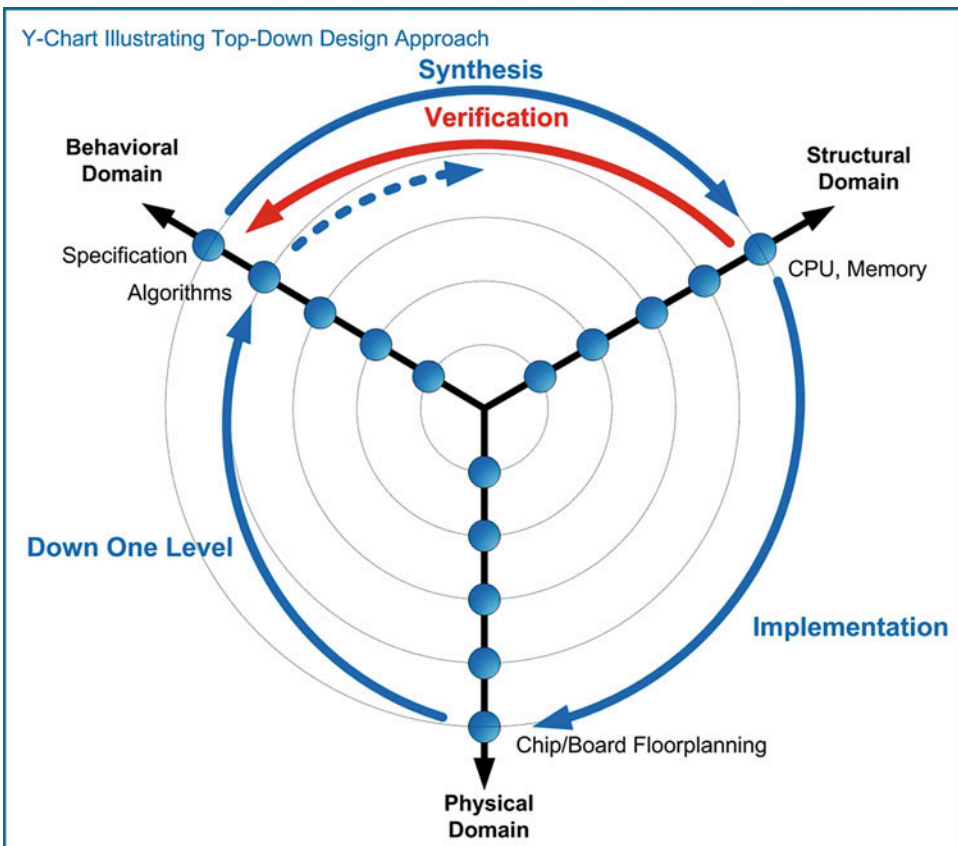 Y-Chart Illustrating Top-Down Design Approach
Synthesis
Verification
Behavioral
Domain
Structural
Domain
Specification
CPU, Memory
Algorithms
Down One Level
Implementation
Chip/Board Floorplanning
Physical
Domain